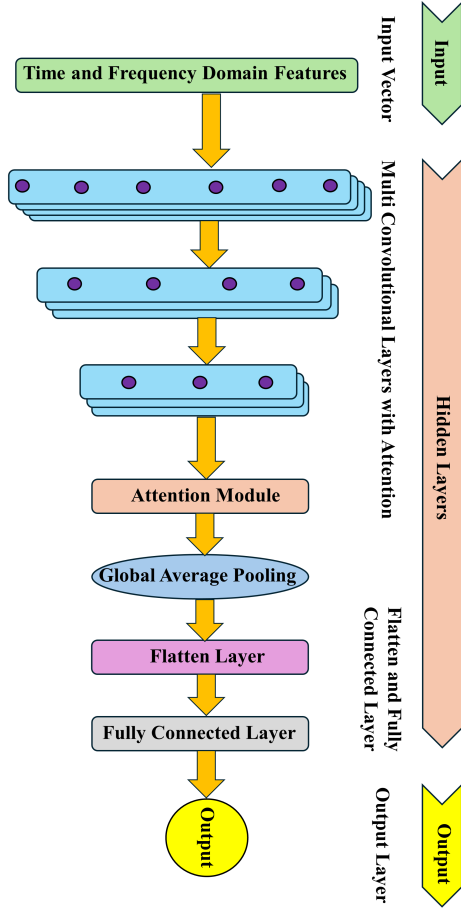 Input
Input Vector
Time and Frequency Domain Features
Multi Convolutional Layers with Attention
Hidden Layers
Attention Module
Global Average Pooling
Flatten Layer
Flatten and Fully
Connected Layer
Fully Connected Layer
Output
Output Layer
Output